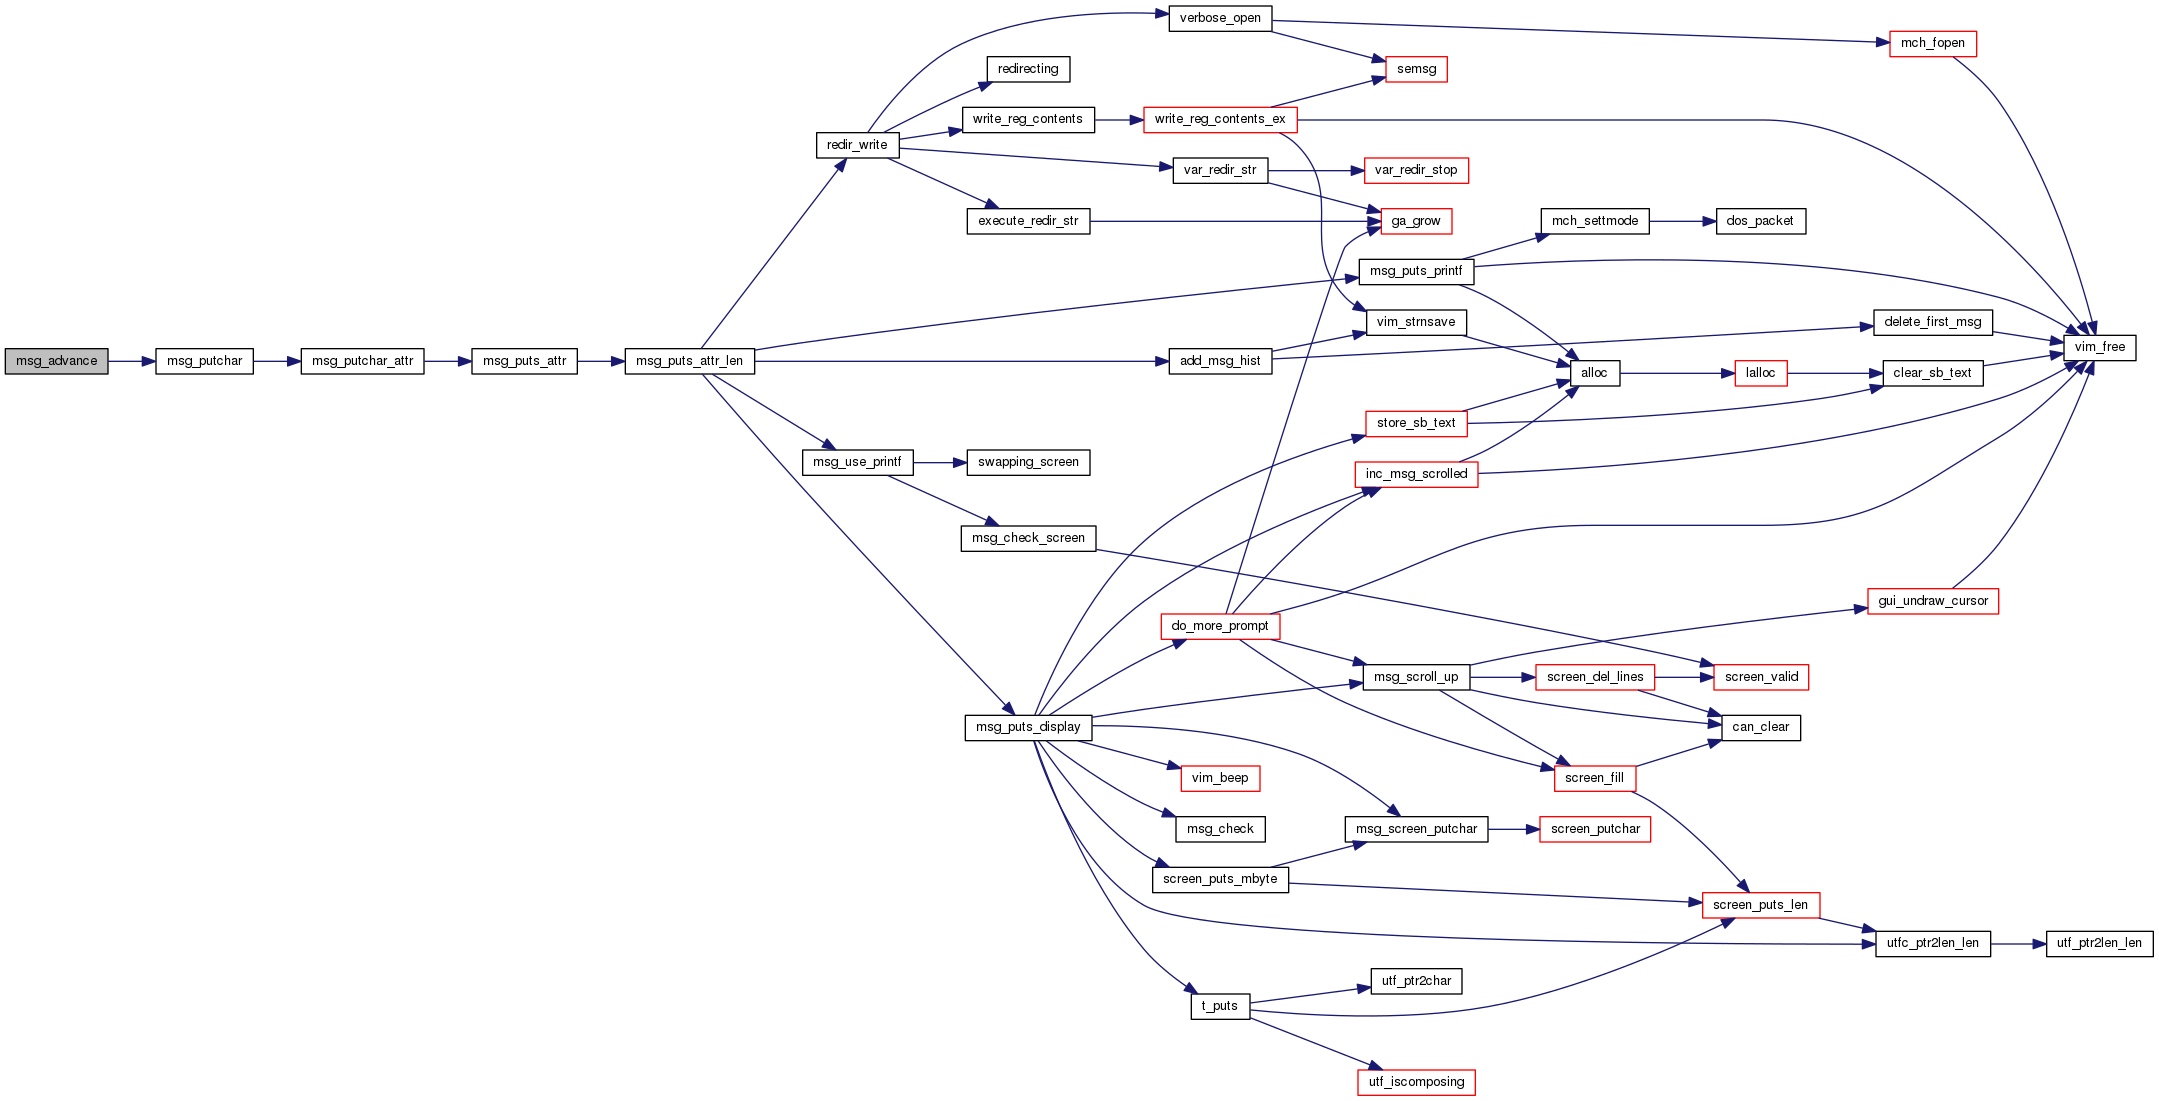 verbose_open
mch_fopen
redirecting
semsg
write_reg_contents
write_reg_contents_ex
redir_write
var_redir_str
var_redir_stop
execute_redir_str
ga_grow
mch_settmode
dos_packet
msg_puts_printf
vim_strnsave
delete_first_msg
msg_advance
msg_putchar
msg_putchar_attr
msg_puts_attr
msg_puts_attr_len
add_msg_hist
vim_free
alloc
lalloc
clear_sb_text
store_sb_text
msg_use_printf
swapping_screen
inc_msg_scrolled
msg_check_screen
gui_undraw_cursor
do_more_prompt
msg_scroll_up
screen_del_lines
screen_valid
msg_puts_display
can_clear
vim_beep
screen_fill
msg_check
msg_screen_putchar
screen_putchar
screen_puts_mbyte
screen_puts_len
utfc_ptr2len_len
utf_ptr2len_len
utf_ptr2char
t_puts
utf_iscomposing